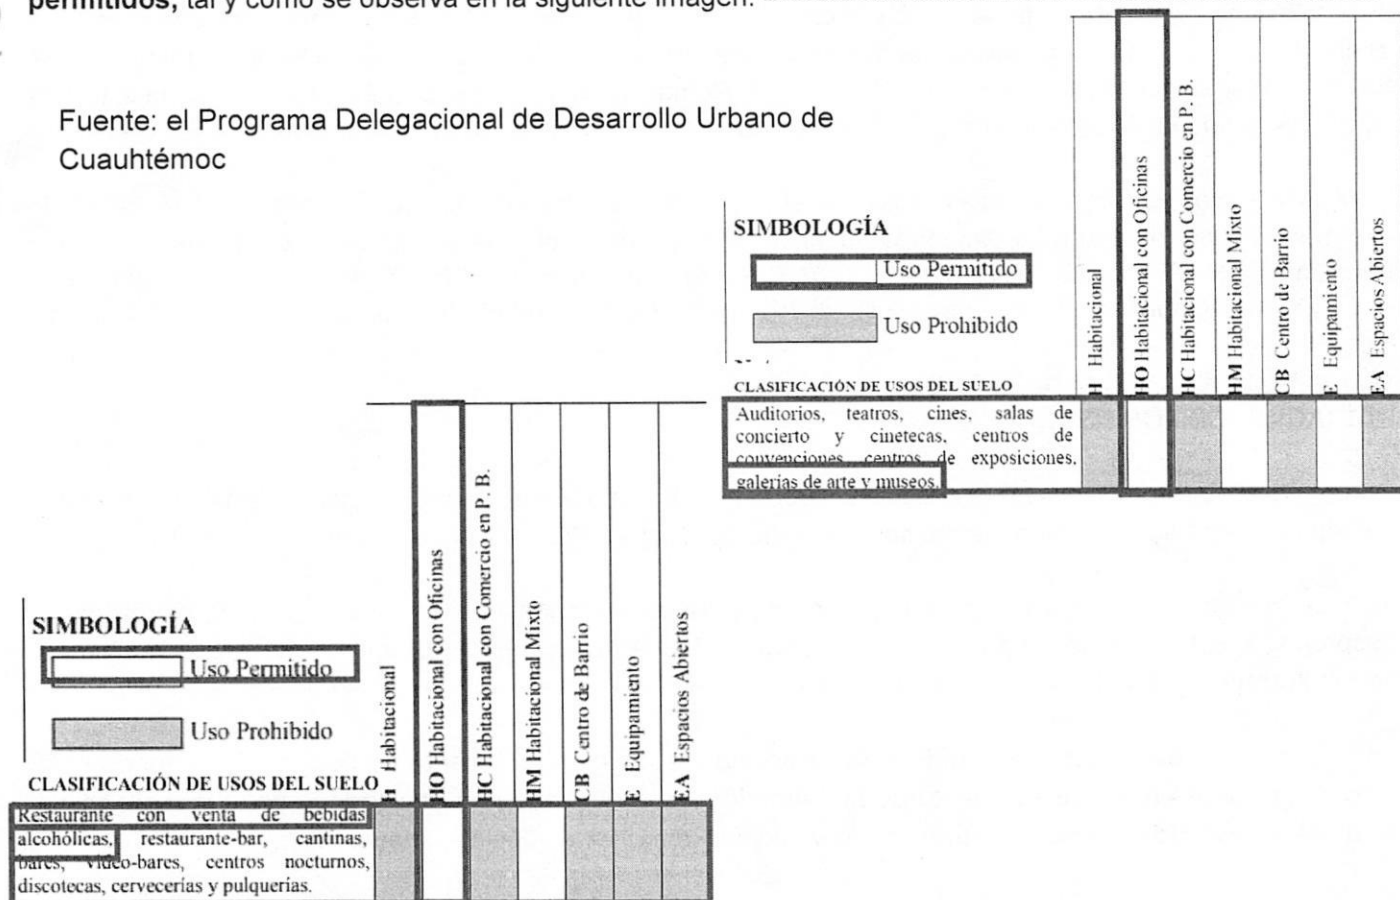 permitidos, tal y como se observa en la siguiente imagen.
Fuente: el Programa Delegacional de Desarrollo Urbano de
Cuauhtémoc
SIMBOLOGÍA
Uso Permitido
Uso Prohibido
CLASIFICACIÓN DE USOS DEL SUELO
H Habitacional
HO Habitacional con Oficinas
HC Habitacional con Comercio en P. B.
HM Habitacional Mixto
CB Centro de Barrio
E Equipamiento
EA Espacios Abiertos
Auditorios, teatros, cines, salas de
concierto y cinetecas, centros de
convenciones, centros de exposiciones,
galerías de arte y museos.
SIMBOLOGÍA
Uso Permitido
Uso Prohibido
CLASIFICACIÓN DE USOS DEL SUELO
H Habitacional
HO Habitacional con Oficinas
HC Habitacional con Comercio en P. B.
HM Habitacional Mixto
CB Centro de Barrio
E Equipamiento
EA Espacios Abiertos
Restaurante con venta de bebidas
alcohólicas, restaurante-bar, cantinas,
bares, video-bares, centros nocturnos,
discotecas, cervecerías y pulquerías.